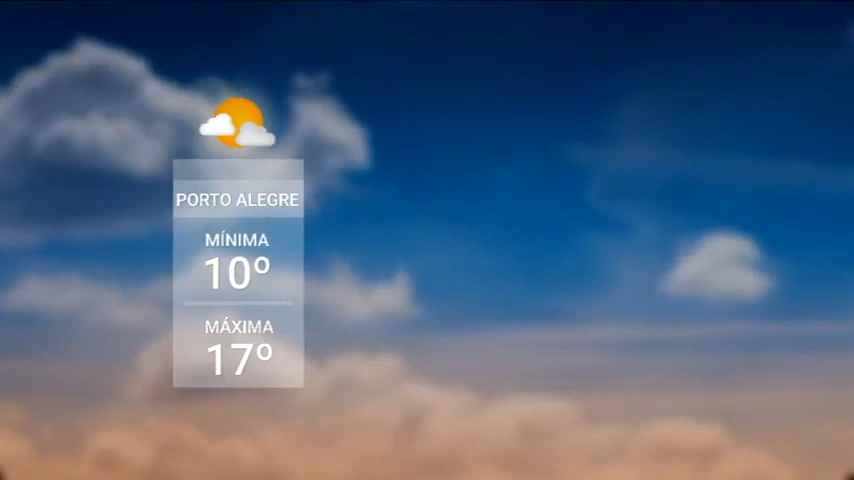 PORTO ALEGRE
MÍNIMA
10º
MÁXIMA
17º